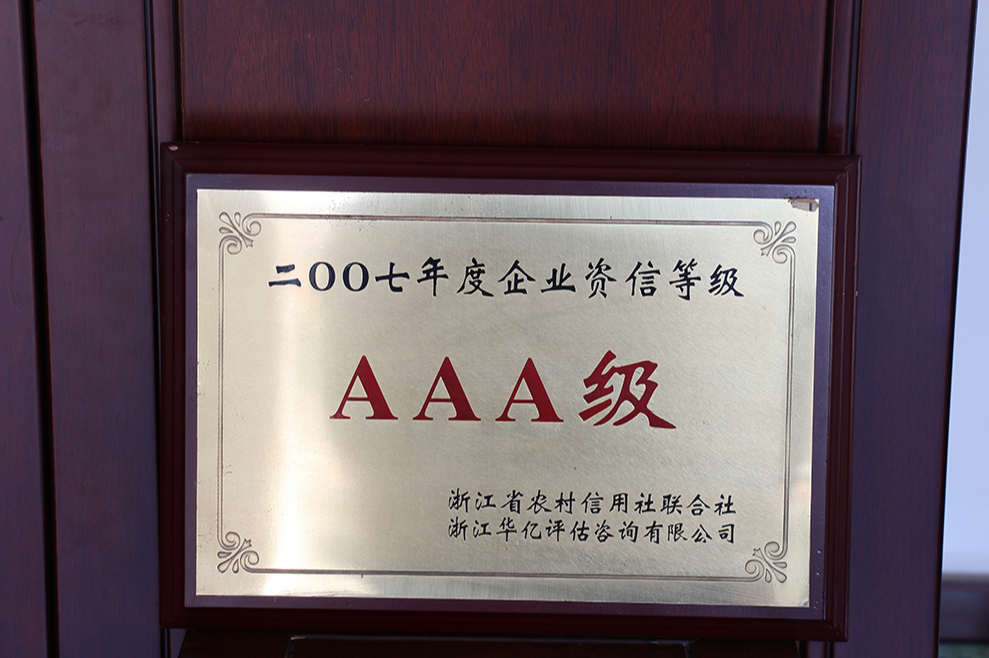 二OO七年度企业资信等级
AAA级
浙江省农村信用社联合社
浙江华亿评估咨询有限公司